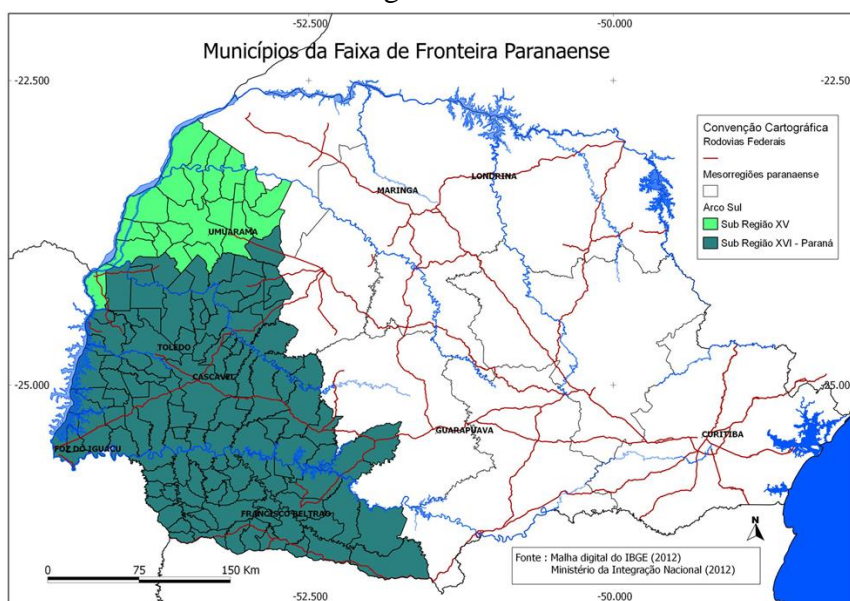 -52.500
-50.000
Municípios da Faixa de Fronteira Paranaense
-22.500
-22.50
Convenção Cartográfica
Rodovias Federais
Mesorregiões paranaense
Arco Sul
Sub Região XV
Sub Região XVI - Paraná
LONDRINA
MARINGA
UMUARAMA
TOLEDO
CASCAVEL
-25.000
-25.00
GUARAPUAVA
CURITIBA
FOZ DO IGUAÇU
FRANCISCO BELTRAO
N
Fonte : Malha digital do IBGE (2012)
Ministério da Integração Nacional (2012)
0 75 150 Km
-52.500
-50.000